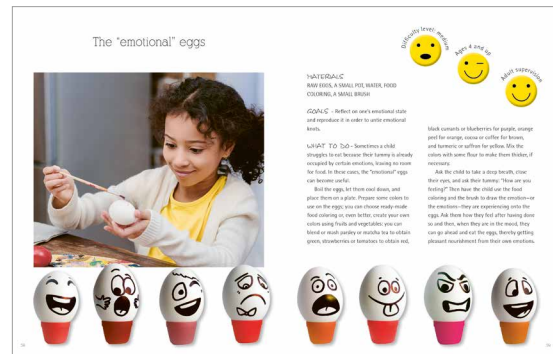 The "emotional" eggs
Difficulty level: medium
Ages 4 and up
Adult supervision
MATERIALS
RAW EGGS, A SMALL POT, WATER, FOOD
COLORING, A SMALL BRUSH
GOALS - Reflect on one's emotional state
and reproduce it in order to untie emotional
knots.
WHAT TO DO - Sometimes a child
struggles to eat because their tummy is already
occupied by certain emotions, leaving no more
for food. In these cases, the "emotional" eggs
can become useful.
Boil the eggs, let them cool down, and
place them on a plate. Prepare some colors to
use on the eggs; you can choose ready-made
food coloring or, even better, create your own
colors using fruits and vegetables: you can
blend or mash parsley or matcha tea to obtain
green, strawberries or tomatoes to obtain red,
black currants or blueberries for purple, orange
peel for orange, cocoa or coffee for brown,
and turmeric or saffron for yellow. Mix the
colors with some flour to make them thicker, if
necessary.
Ask the child to take a deep breath, close
their eyes, and ask their tummy: "How are you
feeling?" Then have the child use the food
coloring and the brush to draw the emotion—or
the emotions—they are experiencing onto the
eggs. Ask them how they feel after having done
so and then, when they are in the mood, they
can go ahead and eat the eggs, thereby getting
pleasant nourishment from their own emotions.